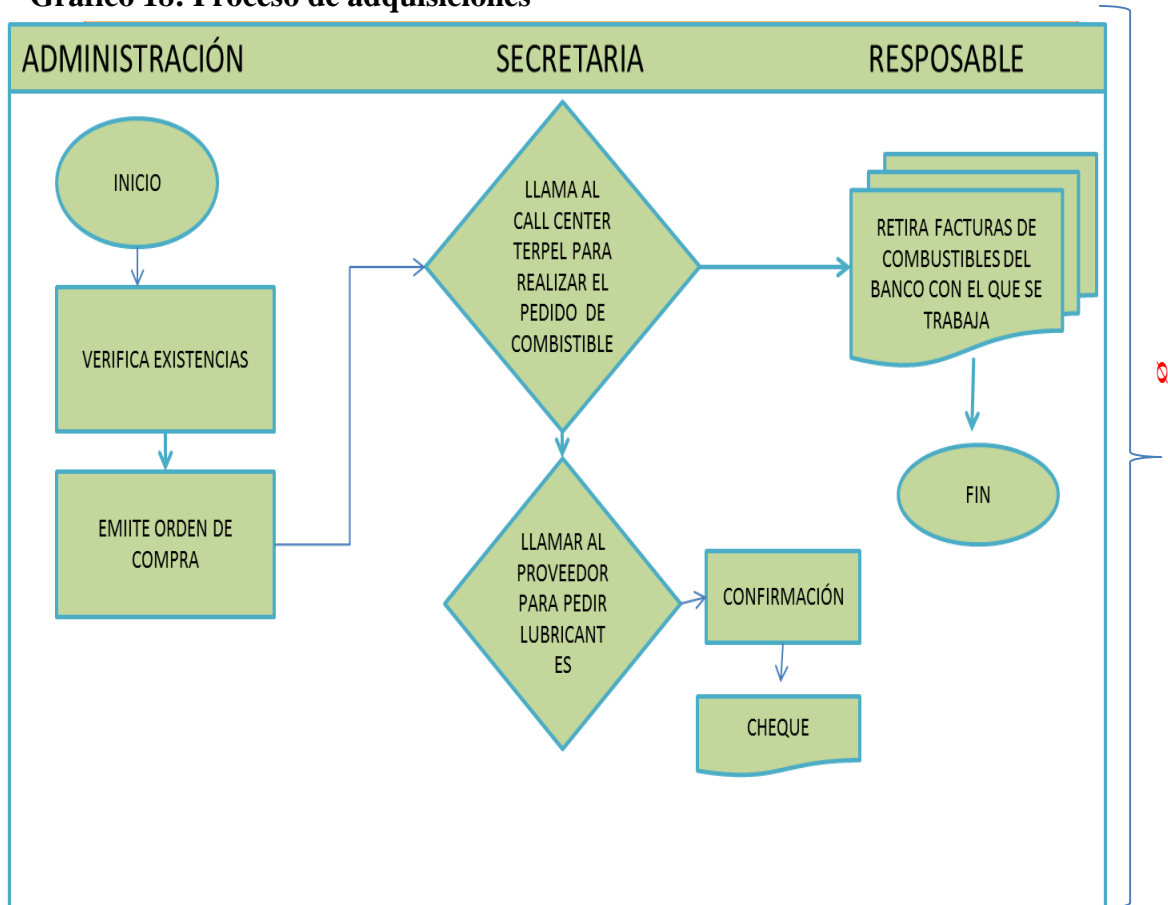 Gráfico 18: Proceso de adquisiciones
ADMINISTRACIÓN
SECRETARIA
RESPOSABLE
INICIO
VERIFICA EXISTENCIAS
EMIITE ORDEN DE
COMPRA
LLAMA AL
CALL CENTER
TERPEL PARA
REALIZAR EL
PEDIDO DE
COMBISTIBLE
LLAMAR AL
PROVEEDOR
PARA PEDIR
LUBRICANT
ES
CONFIRMACIÓN
CHEQUE
RETIRA FACTURAS DE
COMBUSTIBLES DEL
BANCO CON EL QUE SE
TRABAJA
FIN
Ø